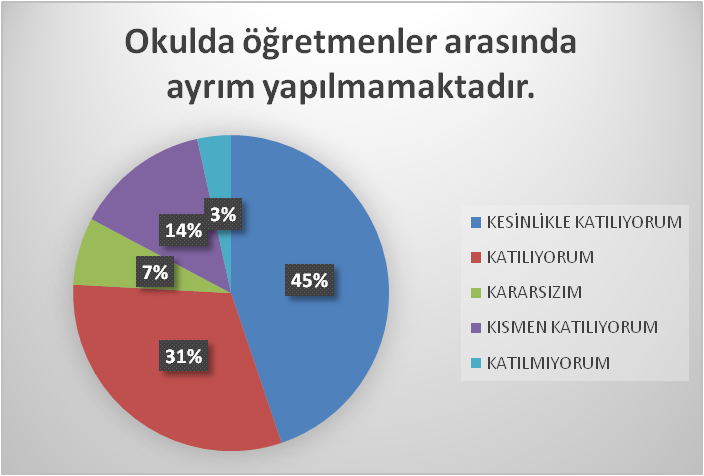 Okulda öğretmenler arasında
ayrım yapılmamaktadır.
3%
14%
7%
45%
31%
KESİNLİKLE KATILIYORUM
KATILIYORUM
KARARSIZIM
KISMEN KATILIYORUM
KATILMIYORUM